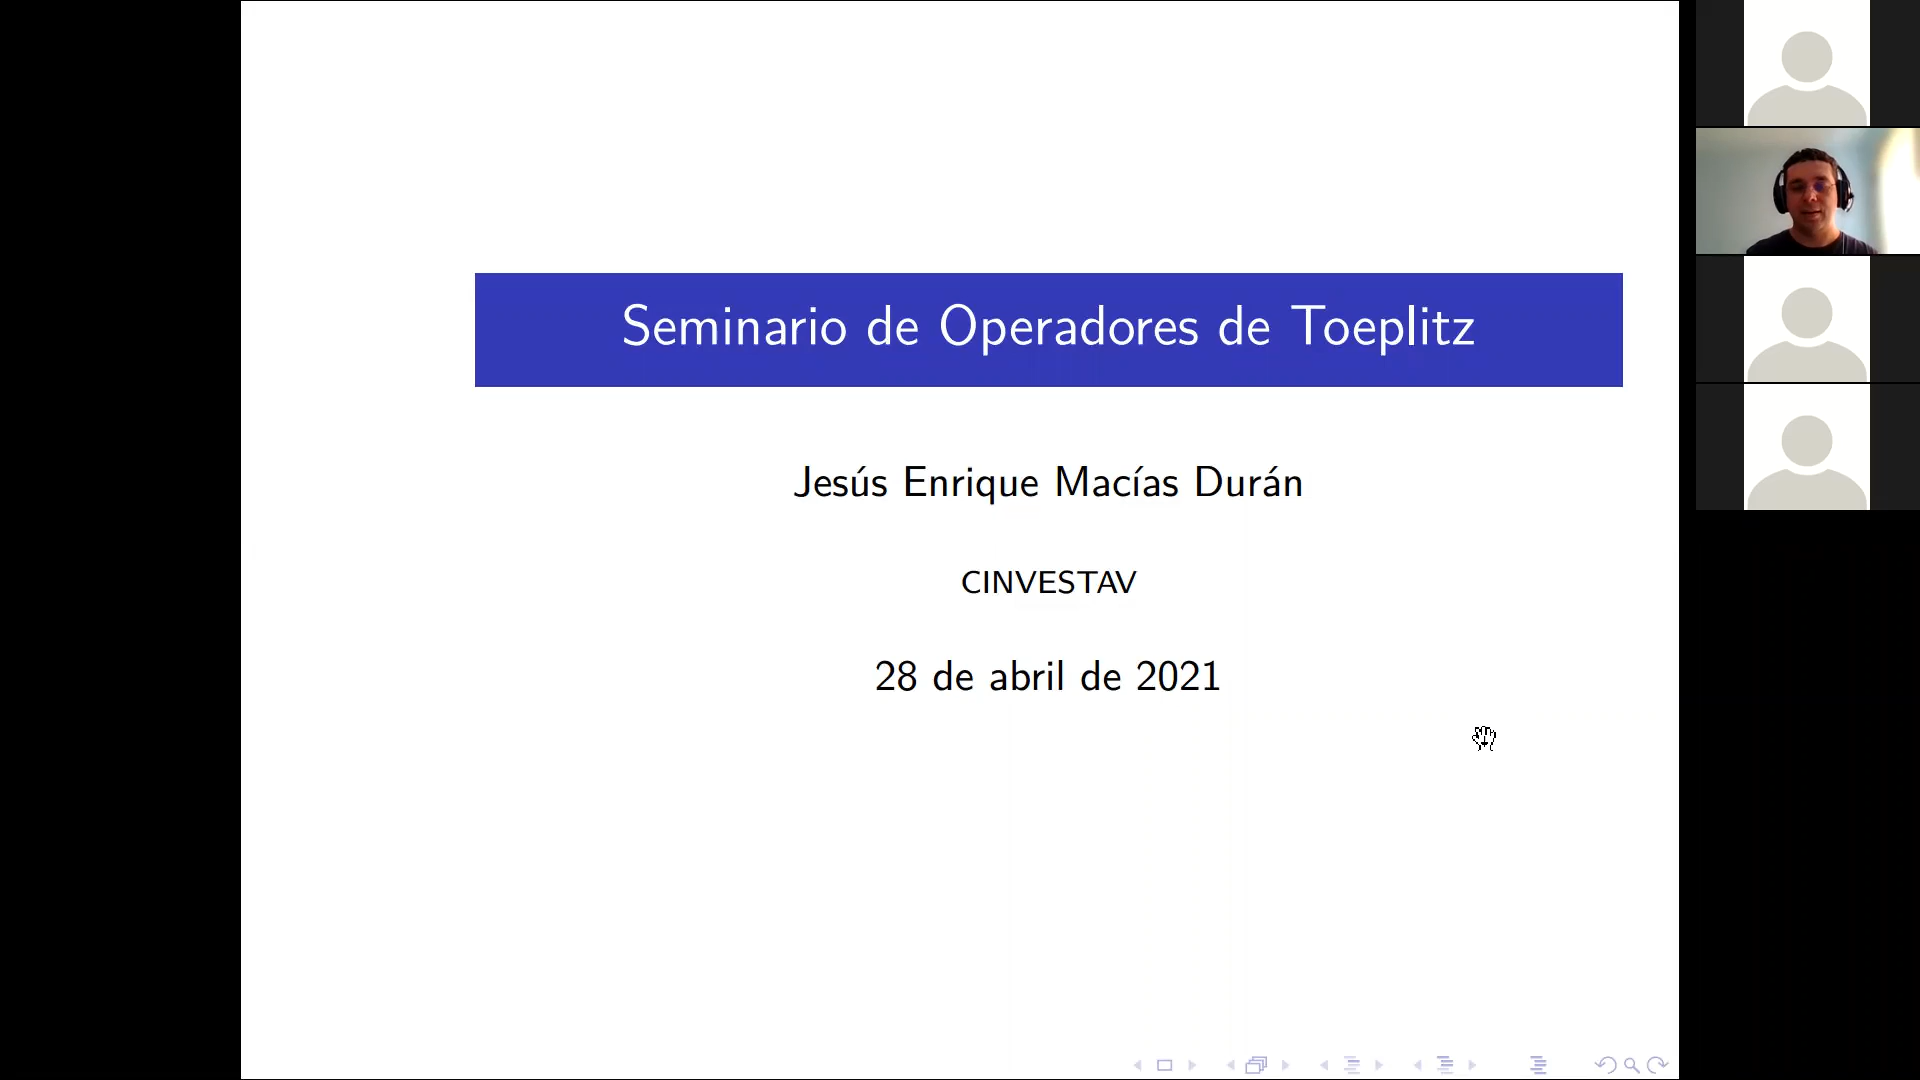 Seminario de Operadores de Toeplitz
Jesús Enrique Macías Durán
CINVESTAV
28 de abril de 2021